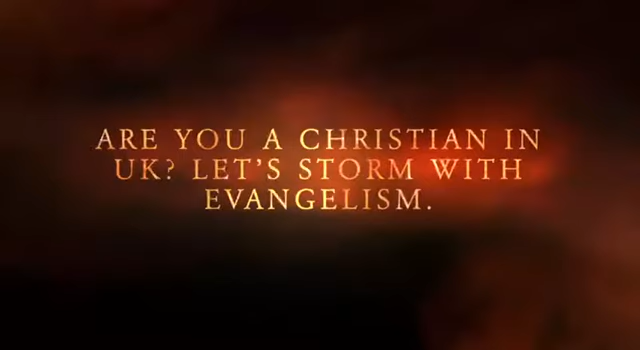 ARE YOU A CHRISTIAN IN
UK? LET'S STORM WITH
EVANGELISM.